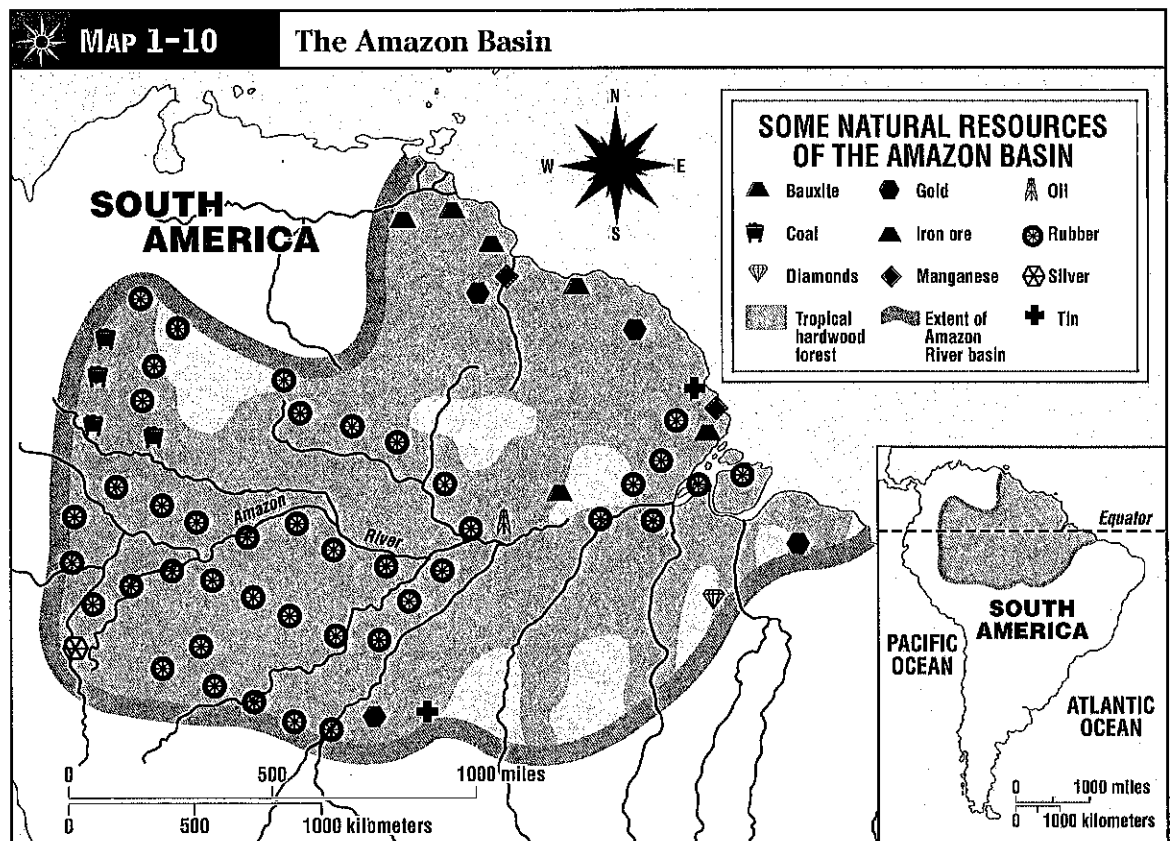 MAP 1-10
The Amazon Basin
N
W E
S
SOME NATURAL RESOURCES
OF THE AMAZON BASIN
Bauxite
Gold
Oil
Coal
Iron ore
Rubber
Diamonds
Manganese
Silver
Tropical
hardwood
forest
Extent of
Amazon
River basin
Tin
SOUTH
AMERICA
Amazon
River
0 500 1000 miles
0 500 1000 kilometers
Equator
SOUTH
AMERICA
PACIFIC
OCEAN
ATLANTIC
OCEAN
0 1000 miles
0 1000 kilometers